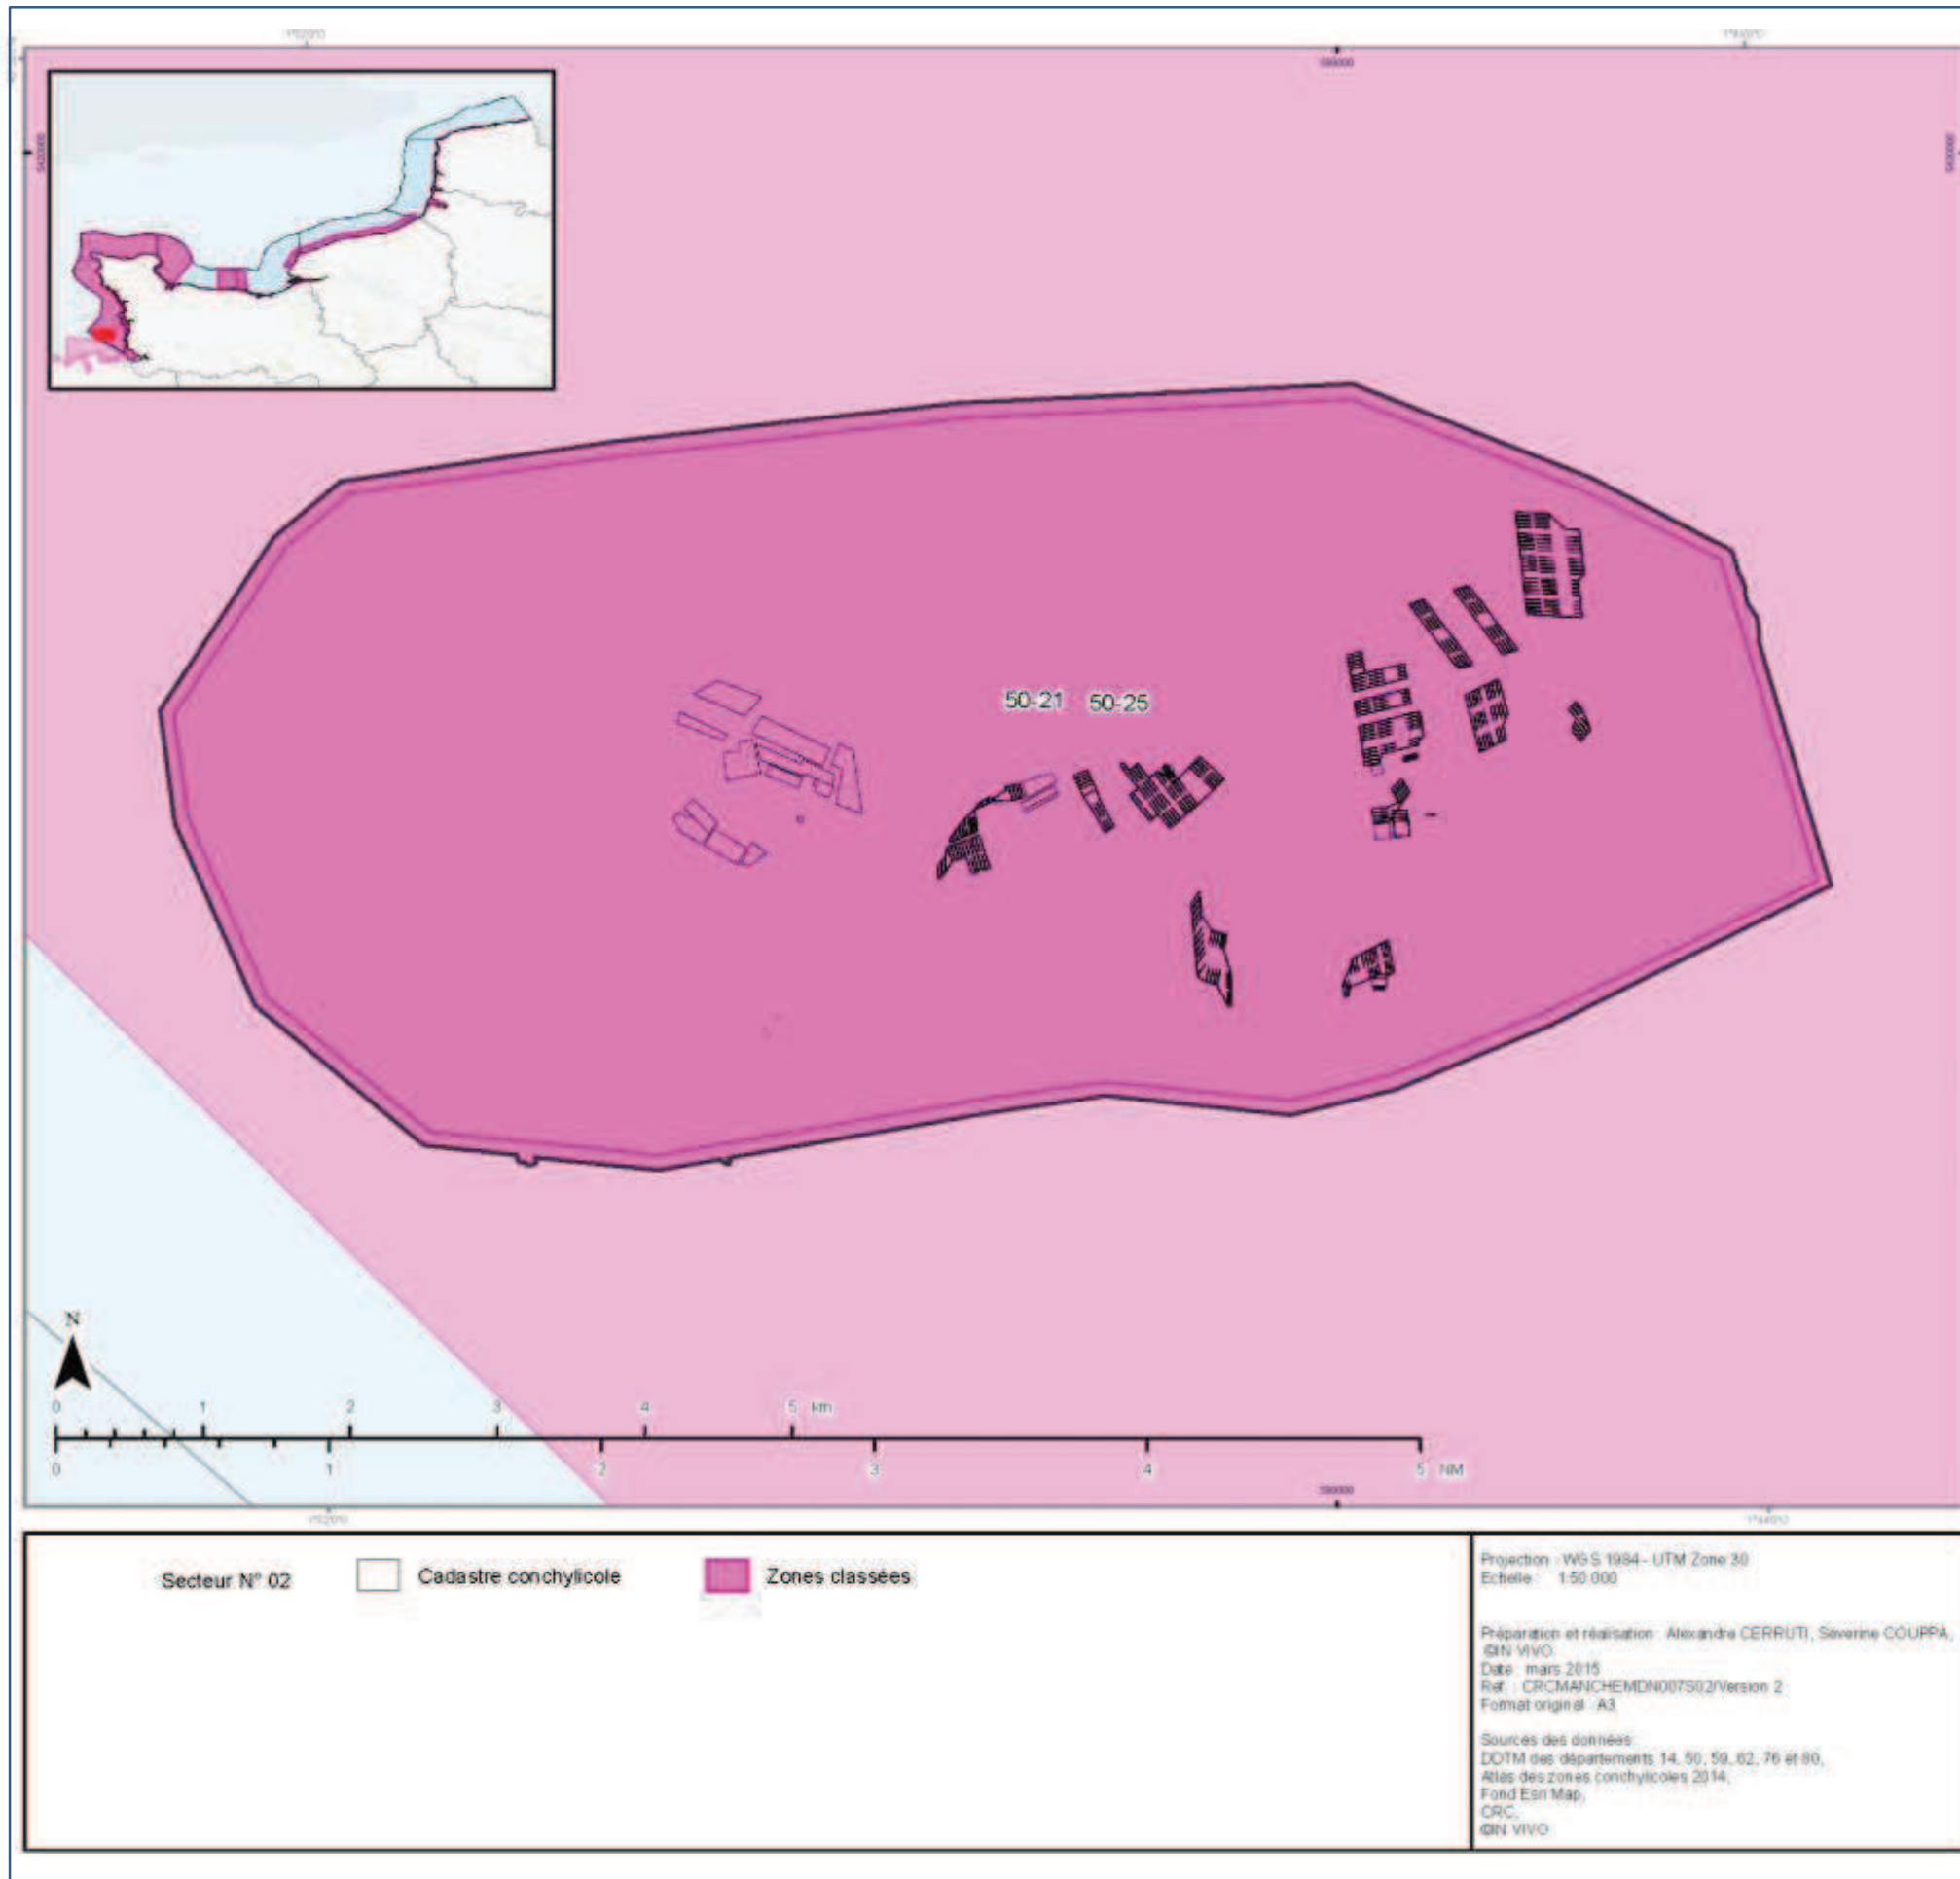 50-21 50-25
N
0 1 2 3 4 5 km
0 1 2 3 4 5 NM
Secteur N° 02
Cadastre conchylicole
Zones classées
Projection : WGS 1984 - UTM Zone 30
Echelle : 1:50 000
Préparation et réalisation : Alexandre CERRUTI, Séverine COUPPA,
©IN VIVO
Date : mars 2015
Réf. : CRCMANCHEMDN007S02/Version 2
Format original : A3
Sources des données :
DDTM des départements 14, 50, 59, 62, 76 et 80,
Atlas des zones conchylicoles 2014,
Fond Esri Map,
CRC,
©IN VIVO